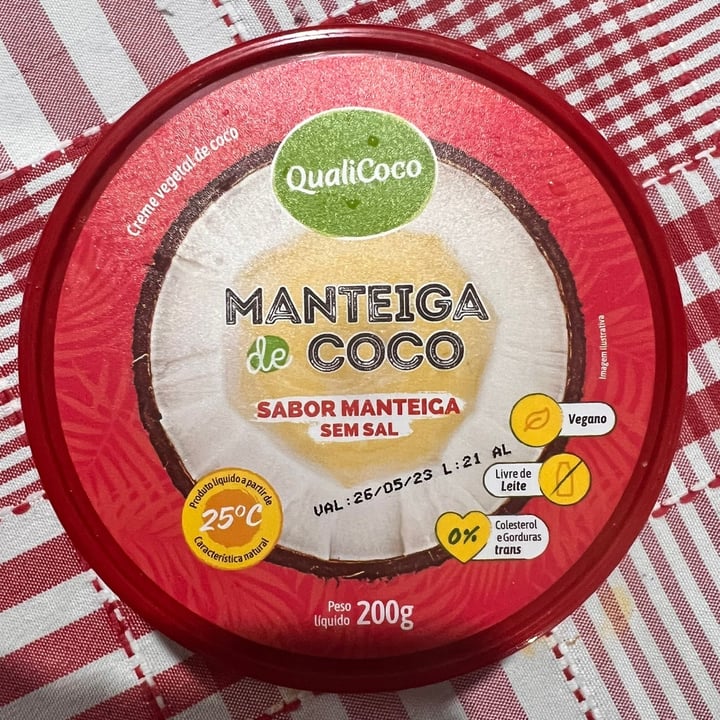 Creme vegetal de coco
QualiCoco
MANTEIGA
de COCO
SABOR MANTEIGA
SEM SAL
Imagem ilustrativa
Vegano
VAL:26/05/23 L:21 AL
Livre de
Leite
Produto líquido a partir de
25ºC
Característica natural
0%
Colesterol
e Gorduras
trans
Peso
líquido 200g